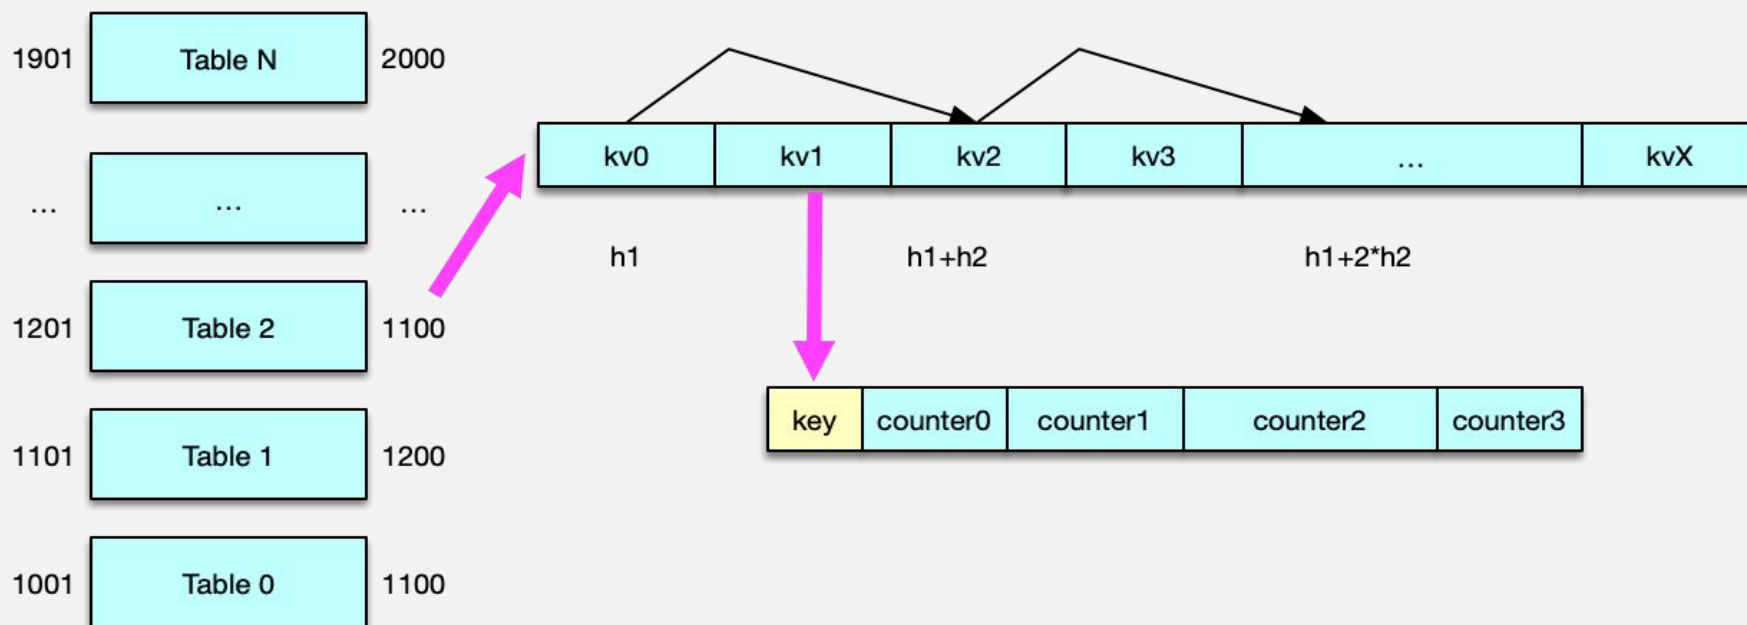 1901 Table N 2000
... ... ...
1201 Table 2 1100
1101 Table 1 1200
1001 Table 0 1100
kv0 kv1 kv2 kv3 ... kvX
h1 h1+h2 h1+2*h2
key counter0 counter1 counter2 counter3